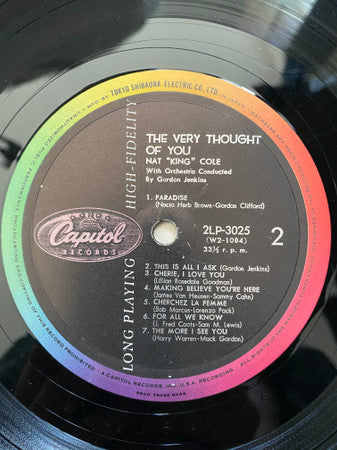 MFG. BY TOKYO SHIBAURA ELECTRIC CO., LTD. IN JAPAN
LONG PLAYING HIGH-FIDELITY
Capitol
RECORDS
THE VERY THOUGHT
OF YOU
NAT "KING" COLE
With Orchestra Conducted
By Gordon Jenkins
1. PARADISE
(Nacio Herb Brown-Gordon Clifford)
2LP-3025
(W2-1084)
33⅓ r. p. m.
2
2. THIS IS ALL I ASK (Gordon Jenkins)
3. CHERIE, I LOVE YOU
(Lillian Rosedale Goodman)
4. MAKING BELIEVE YOU'RE HERE
(James Van Heusen-Sammy Cahn)
5. CHERCHEZ LA FEMME
(Bob Marcus-Lorenzo Pack)
6. FOR ALL WE KNOW
(J. Fred Coots-Sam M. Lewis)
7. THE MORE I SEE YOU
(Harry Warren-Mack Gordon)
A CAPITOL RECORDS, INC., U.S.A. RECORD
TRADE MARK